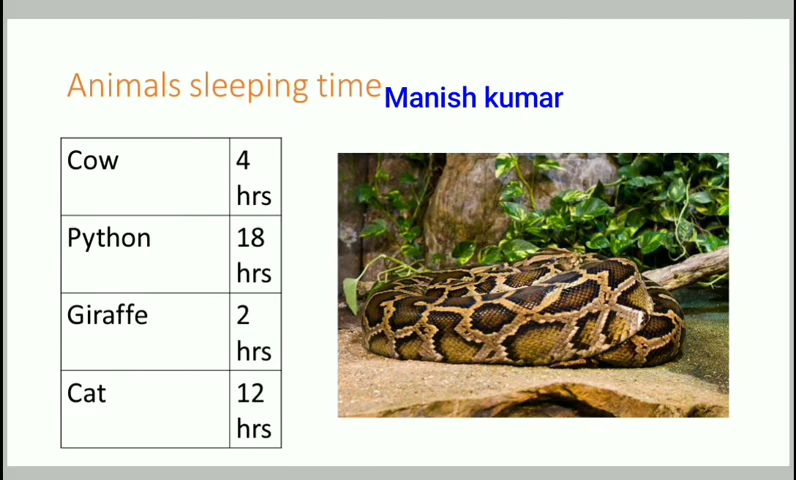 Animals sleeping time
Manish kumar
Cow 4
hrs
Python 18
hrs
Giraffe 2
hrs
Cat 12
hrs